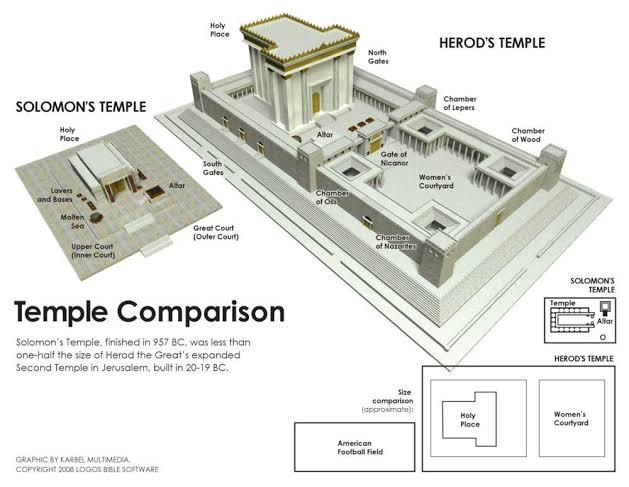 HEROD'S TEMPLE
Holy
Place
North
Gates
Chamber
of Lepers
Chamber
of Wood
Altar
Gate of
Nicanor
Women's
Courtyard
South
Gates
Chamber
of Oils
Chamber
of Nazarites
SOLOMON'S TEMPLE
Holy
Place
Lavers
and Bases
Altar
Molten
Sea
Upper Court
(Inner Court)
Great Court
(Outer Court)
Temple Comparison
Solomon's Temple, finished in 957 BC, was less than
one-half the size of Herod the Great's expanded
Second Temple in Jerusalem, built in 20-19 BC.
SOLOMON'S
TEMPLE
Temple
Altar
HEROD'S TEMPLE
Size
comparison
(approximate):
Holy
Place
Women's
Courtyard
American
Football Field
GRAPHIC BY KARBEL MULTIMEDIA.
COPYRIGHT 2008 LOGOS BIBLE SOFTWARE